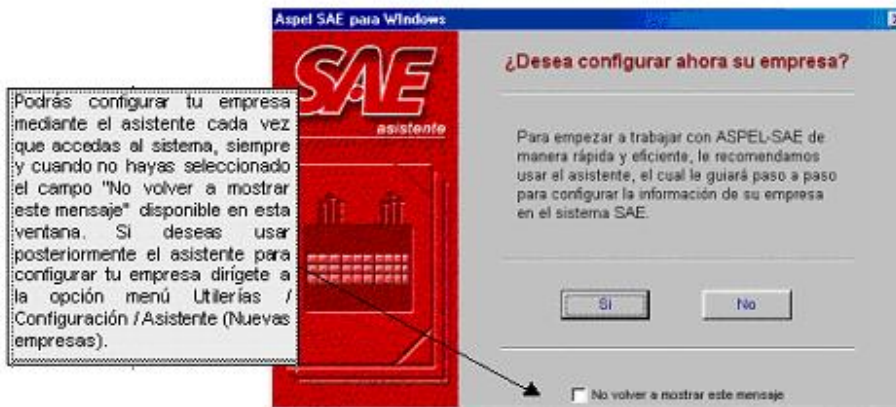 Aspel SAE para Windows
SAE
asistente
¿Desea configurar ahora su empresa?
Podrás configurar tu empresa
mediante el asistente cada vez
que accedas al sistema, siempre
y cuando no hayas seleccionado
el campo "No volver a mostrar
este mensaje" disponible en esta
ventana. Si deseas usar
posteriormente el asistente para
configurar tu empresa dirígete a
la opción menú Utilerías /
Configuración / Asistente (Nuevas
empresas).
Para empezar a trabajar con ASPEL-SAE de
manera rápida y eficiente, le recomendamos
usar el asistente, el cual le guiará paso a paso
para configurar la información de su empresa
en el sistema SAE.
Si
No
No volver a mostrar este mensaje